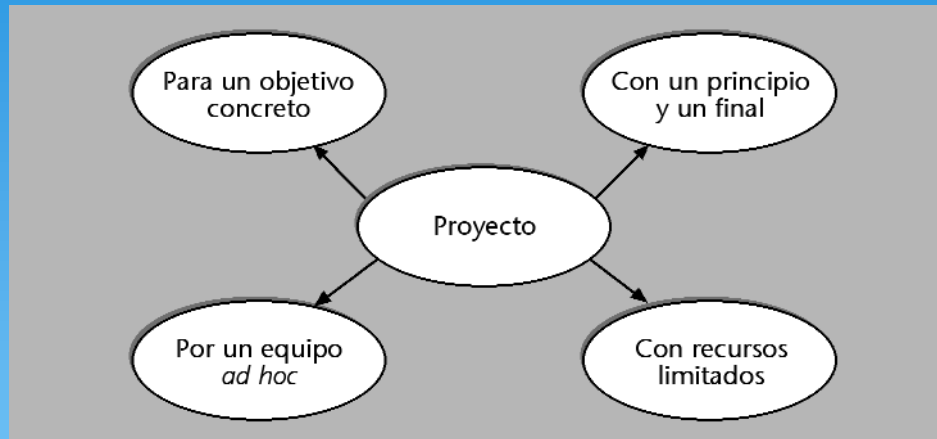 Para un objetivo
concreto
Con un principio
y un final
Proyecto
Por un equipo
ad hoc
Con recursos
limitados